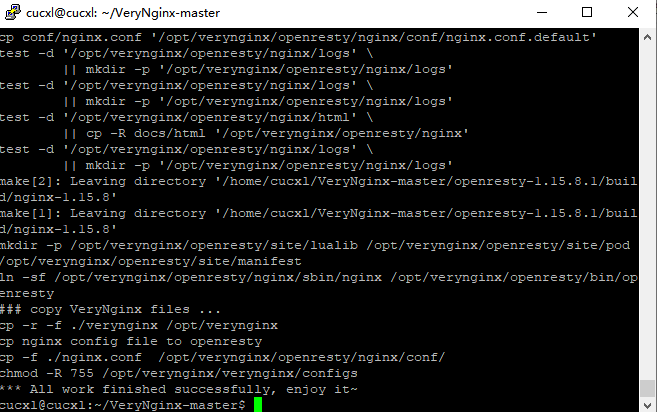 cucxl@cucxl: ~/VeryNginx-master
cp conf/nginx.conf '/opt/verynginx/openresty/nginx/conf/nginx.conf.default'
test -d '/opt/verynginx/openresty/nginx/logs' \
        || mkdir -p '/opt/verynginx/openresty/nginx/logs'
test -d '/opt/verynginx/openresty/nginx/logs' \
        || mkdir -p '/opt/verynginx/openresty/nginx/logs'
test -d '/opt/verynginx/openresty/nginx/html' \
        || cp -R docs/html '/opt/verynginx/openresty/nginx'
test -d '/opt/verynginx/openresty/nginx/logs' \
        || mkdir -p '/opt/verynginx/openresty/nginx/logs'
make[2]: Leaving directory '/home/cucxl/VeryNginx-master/openresty-1.15.8.1/buil
d/nginx-1.15.8'
make[1]: Leaving directory '/home/cucxl/VeryNginx-master/openresty-1.15.8.1/buil
d/nginx-1.15.8'
mkdir -p /opt/verynginx/openresty/site/lualib /opt/verynginx/openresty/site/pod
/opt/verynginx/openresty/site/manifest
ln -sf /opt/verynginx/openresty/nginx/sbin/nginx /opt/verynginx/openresty/bin/op
enresty
### copy VeryNginx files ...
cp -r -f ./verynginx /opt/verynginx
cp nginx config file to openresty
cp -f ./nginx.conf  /opt/verynginx/openresty/nginx/conf/
chmod -R 755 /opt/verynginx/verynginx/configs
*** All work finished successfully, enjoy it~
cucxl@cucxl:~/VeryNginx-master$